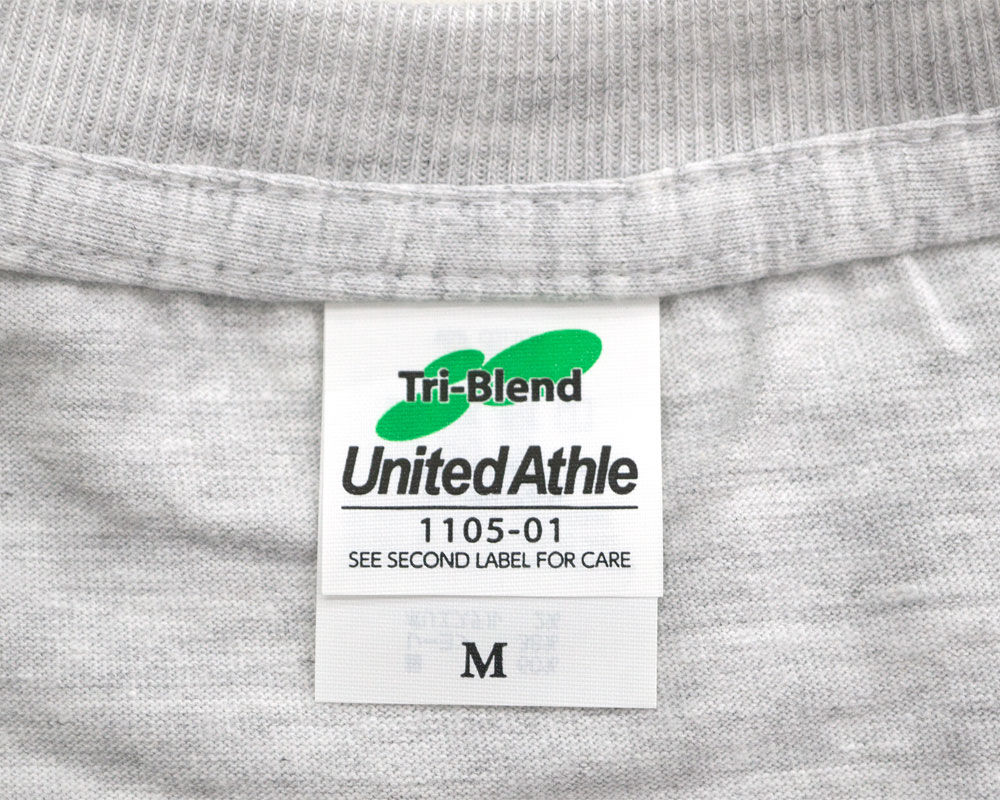 Tri-Blend
United Athle
1105-01
SEE SECOND LABEL FOR CARE
M